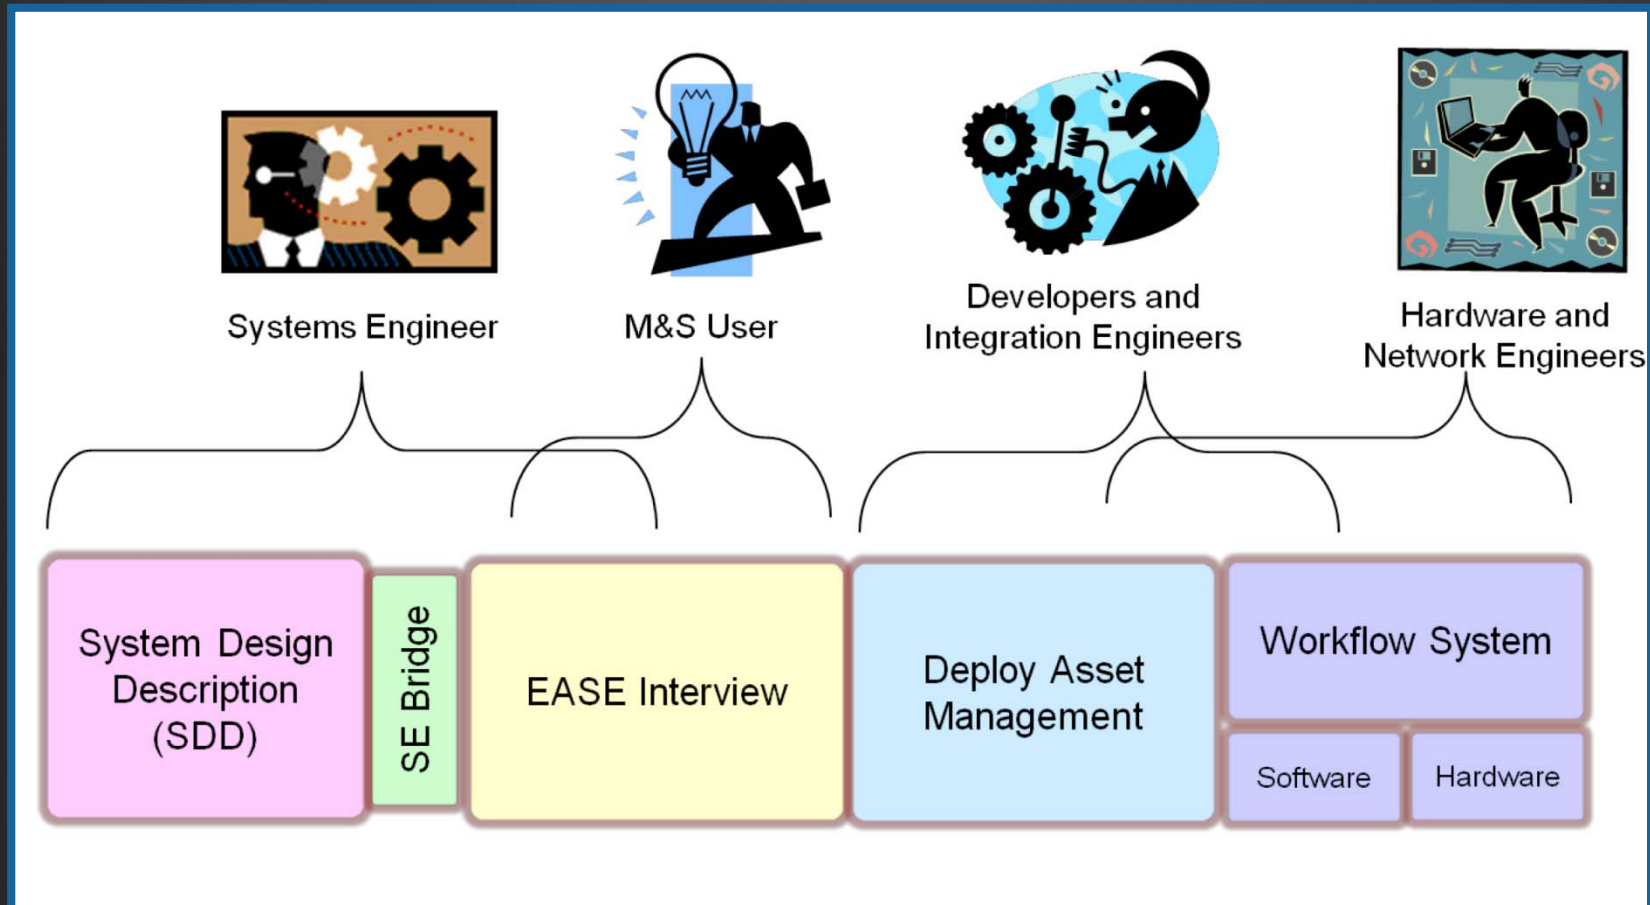 Systems Engineer
M&S User
Developers and
Integration Engineers
Hardware and
Network Engineers
System Design
Description
(SDD)
SE Bridge
EASE Interview
Deploy Asset
Management
Workflow System
Software
Hardware